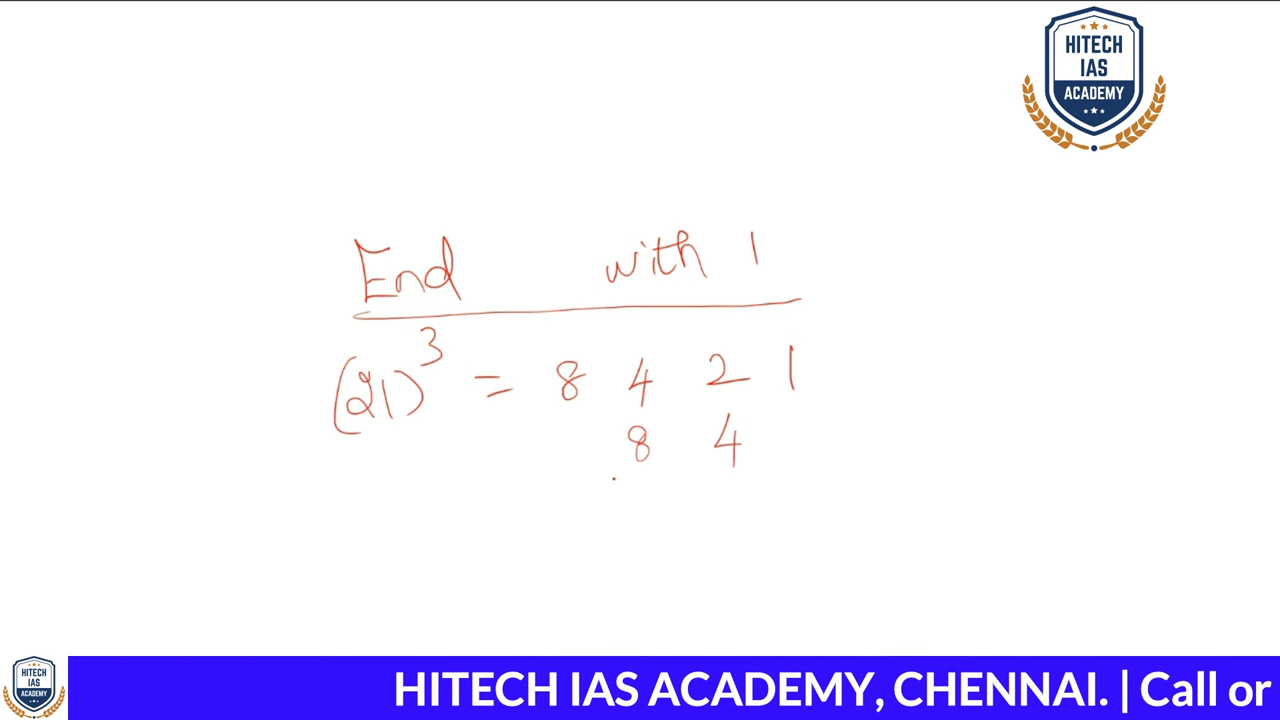 HITECH
IAS
ACADEMY
End with 1
(21)³ = 8 4 2 1
8 4
HITECH
IAS
ACADEMY
HITECH IAS ACADEMY, CHENNAI. | Call or